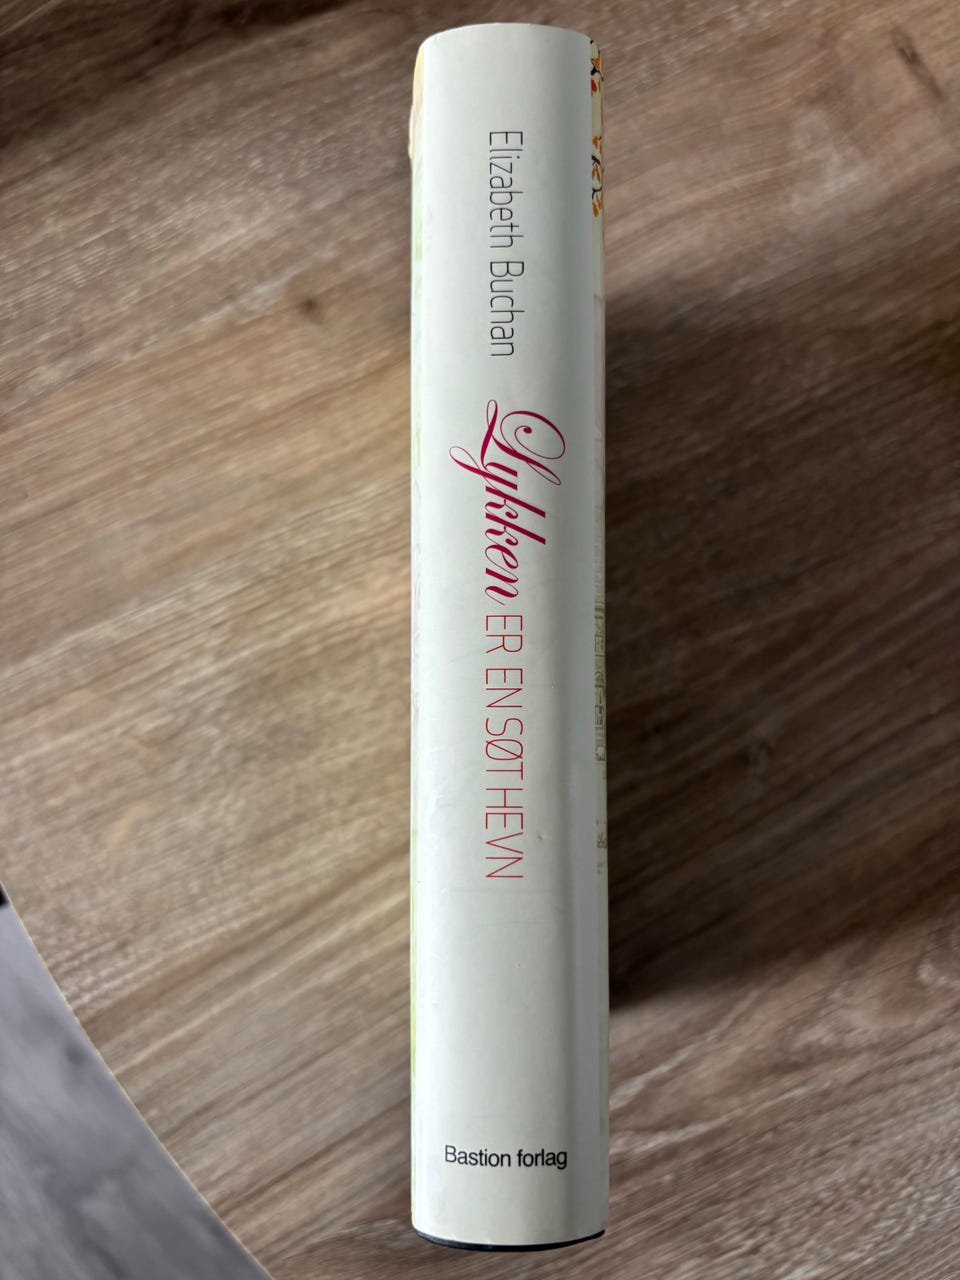 Elizabeth Buchan
Lykken ER EN SØT HEVN
Bastion forlag